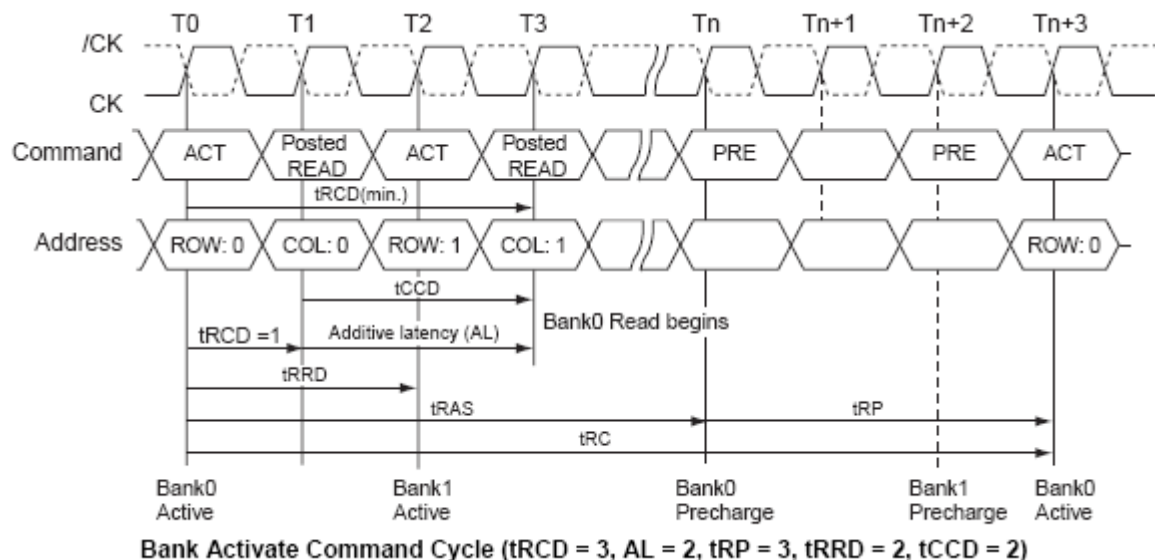 T0 T1 T2 T3 Tn Tn+1 Tn+2 Tn+3
/CK
CK
Command ACT Posted READ ACT Posted READ PRE PRE ACT
tRCD(min.)
Address ROW: 0 COL: 0 ROW: 1 COL: 1 ROW: 0
tCCD
Bank0 Read begins
tRCD =1 Additive latency (AL)
tRRD
tRAS tRP
tRC
Bank0 Active Bank1 Active Bank0 Precharge Bank1 Precharge Bank0 Active
Bank Activate Command Cycle (tRCD = 3, AL = 2, tRP = 3, tRRD = 2, tCCD = 2)